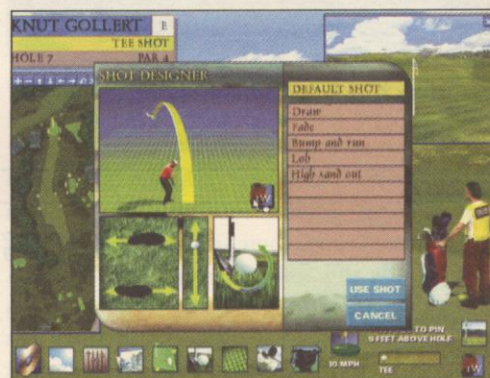 KNUT GOLLERT E
TEE SHOT
HOLE 7 PAR 4
SHOT DESIGNER
DEFAULT SHOT
Draw
Fade
Bump and run
Lob
High sand out
USE SHOT
CANCEL
TO PIN
9 FEET ABOVE HOLE
10 MPH
TEE
TW